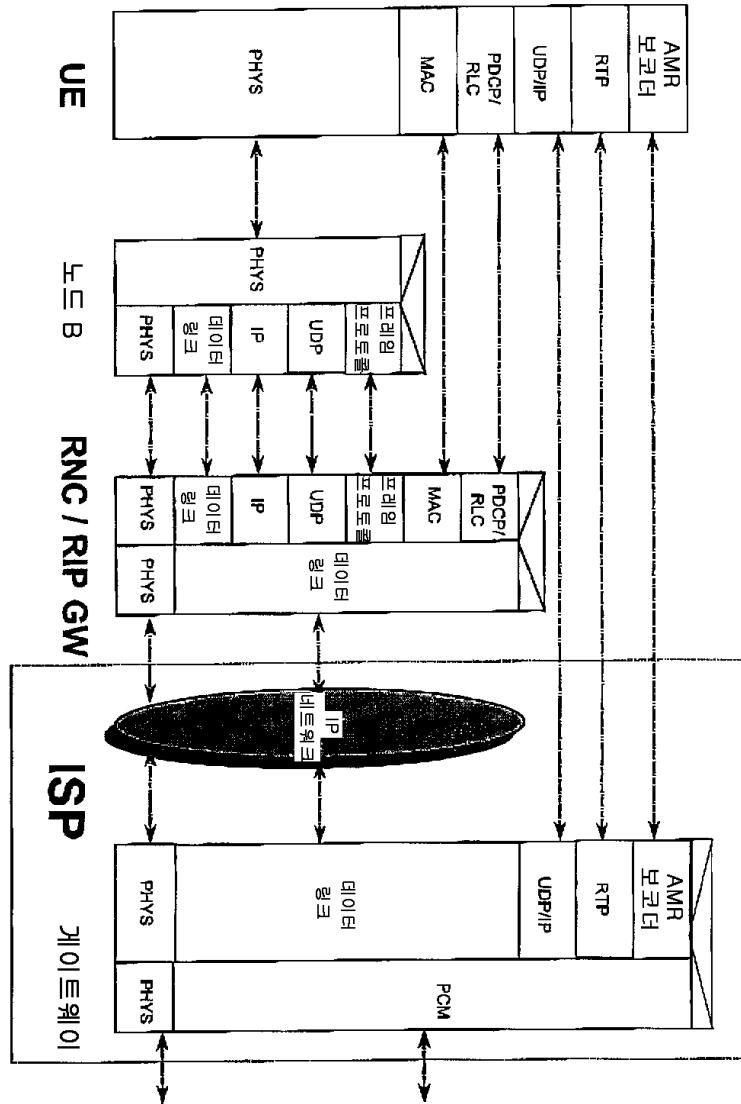 AMR
보코더
RTP
UDP/IP
PDCP/
RLC
MAC
PHYS
UE
PHYS
프레임
프로토콜
UDP
IP
데이터
링크
PHYS
노드 B
PDCP/
RLC
MAC
프레임
프로토콜
UDP
IP
데이터
링크
PHYS
데이터
링크
PHYS
RNC / RIP GW
IP
네트워크
ISP
AMR
보코더
RTP
UDP/IP
데이터
링크
PHYS
PCM
PHYS
게이트웨이